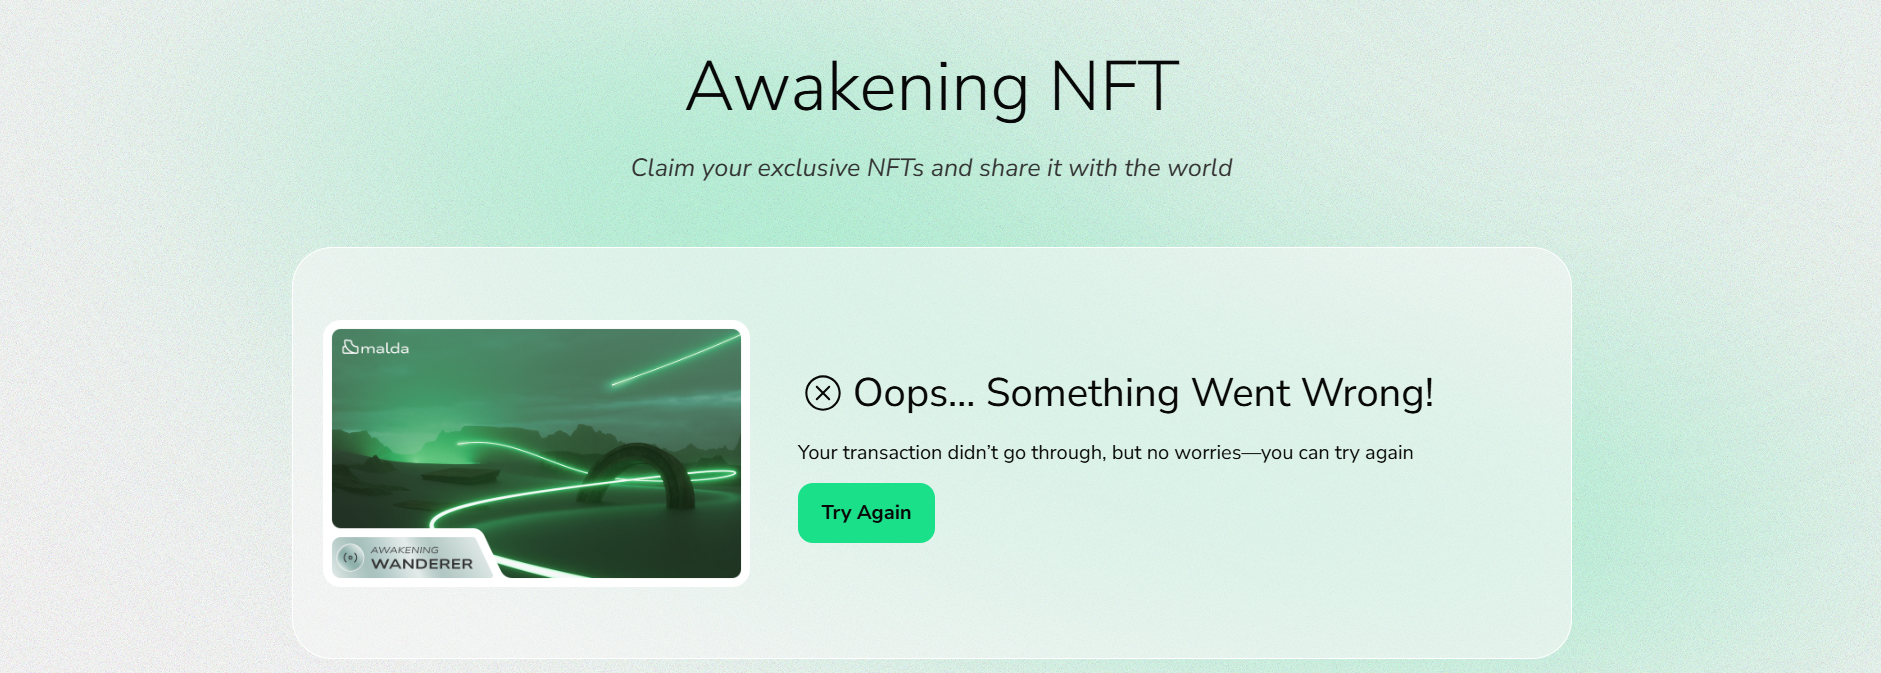 Awakening NFT
Claim your exclusive NFTs and share it with the world
malda
Oops... Something Went Wrong!
Your transaction didn’t go through, but no worries—you can try again
Try Again
AWAKENING
WANDERER